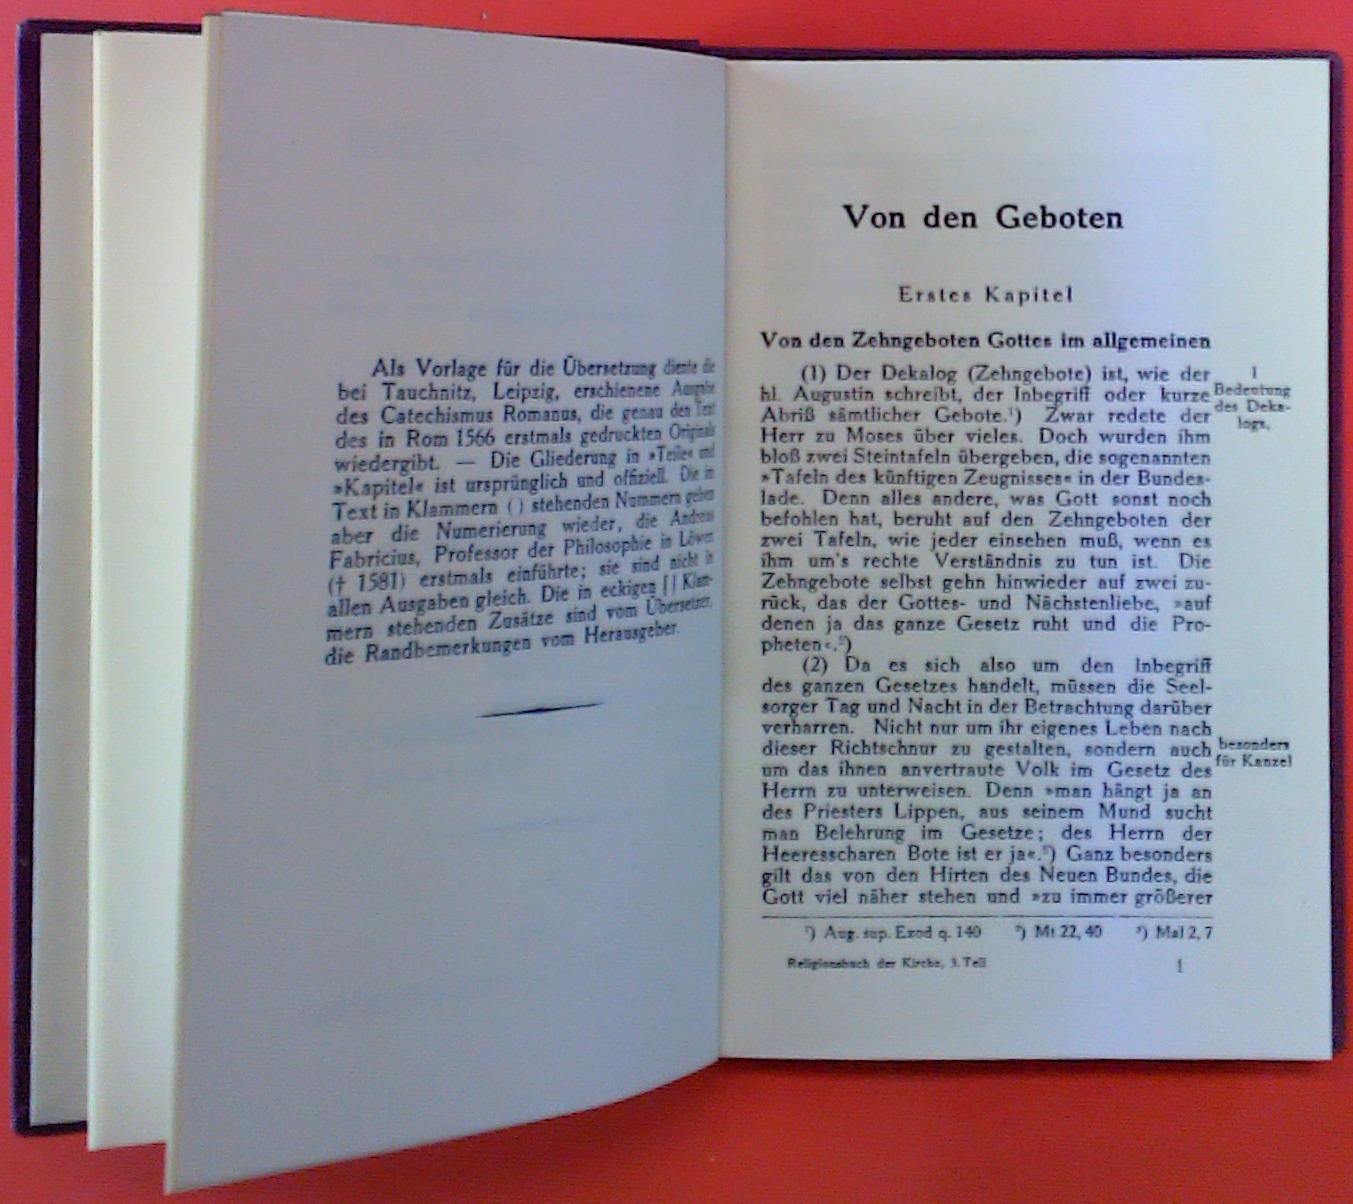 Als Vorlage für die Übersetzung diente die
bei Tauchnitz, Leipzig, erschienene Ausgabe
des Catechismus Romanus, die genau den Text
des in Rom 1566 erstmals gedruckten Originals
wiedergibt. — Die Gliederung in »Teile« und
»Kapitel« ist ursprünglich und offiziell. Die im
Text in Klammern ( ) stehenden Nummern geben
aber die Numerierung wieder, die Andreas
Fabricius, Professor der Philosophie in Löwen
(† 1581) erstmals einführte; sie sind nicht in
allen Ausgaben gleich. Die in eckigen [ ] Klam-
mern stehenden Zusätze sind vom Übersetzer,
die Randbemerkungen vom Herausgeber.
Von den Geboten
Erstes Kapitel
Von den Zehngeboten Gottes im allgemeinen
(1) Der Dekalog (Zehngebote) ist, wie der
hl. Augustin schreibt, der Inbegriff oder kurze
Abriß sämtlicher Gebote.¹) Zwar redete der
Herr zu Moses über vieles. Doch wurden ihm
bloß zwei Steintafeln übergeben, die sogenannten
»Tafeln des künftigen Zeugnisses« in der Bundes-
lade. Denn alles andere, was Gott sonst noch
befohlen hat, beruht auf den Zehngeboten der
zwei Tafeln, wie jeder einsehen muß, wenn es
ihm um's rechte Verständnis zu tun ist. Die
Zehngebote selbst gehn hinwieder auf zwei zu-
rück, das der Gottes- und Nächstenliebe, »auf
denen ja das ganze Gesetz ruht und die Pro-
pheten«.²)
(2) Da es sich also um den Inbegriff
des ganzen Gesetzes handelt, müssen die Seel-
sorger Tag und Nacht in der Betrachtung darüber
verharren. Nicht nur um ihr eigenes Leben nach
dieser Richtschnur zu gestalten, sondern auch
um das ihnen anvertraute Volk im Gesetz des
Herrn zu unterweisen. Denn »man hängt ja an
des Priesters Lippen, aus seinem Mund sucht
man Belehrung im Gesetze; des Herrn der
Heeresscharen Bote ist er ja«.³) Ganz besonders
gilt das von den Hirten des Neuen Bundes, die
Gott viel näher stehen und »zu immer größerer
1
Bedeutung
des Deka-
logs,
besonders
für Kanzel
¹) Aug. sup. Exod q. 140 ²) Mt 22, 40 ³) Mal 2, 7
Religionsbuch der Kirche, 3. Teil 1